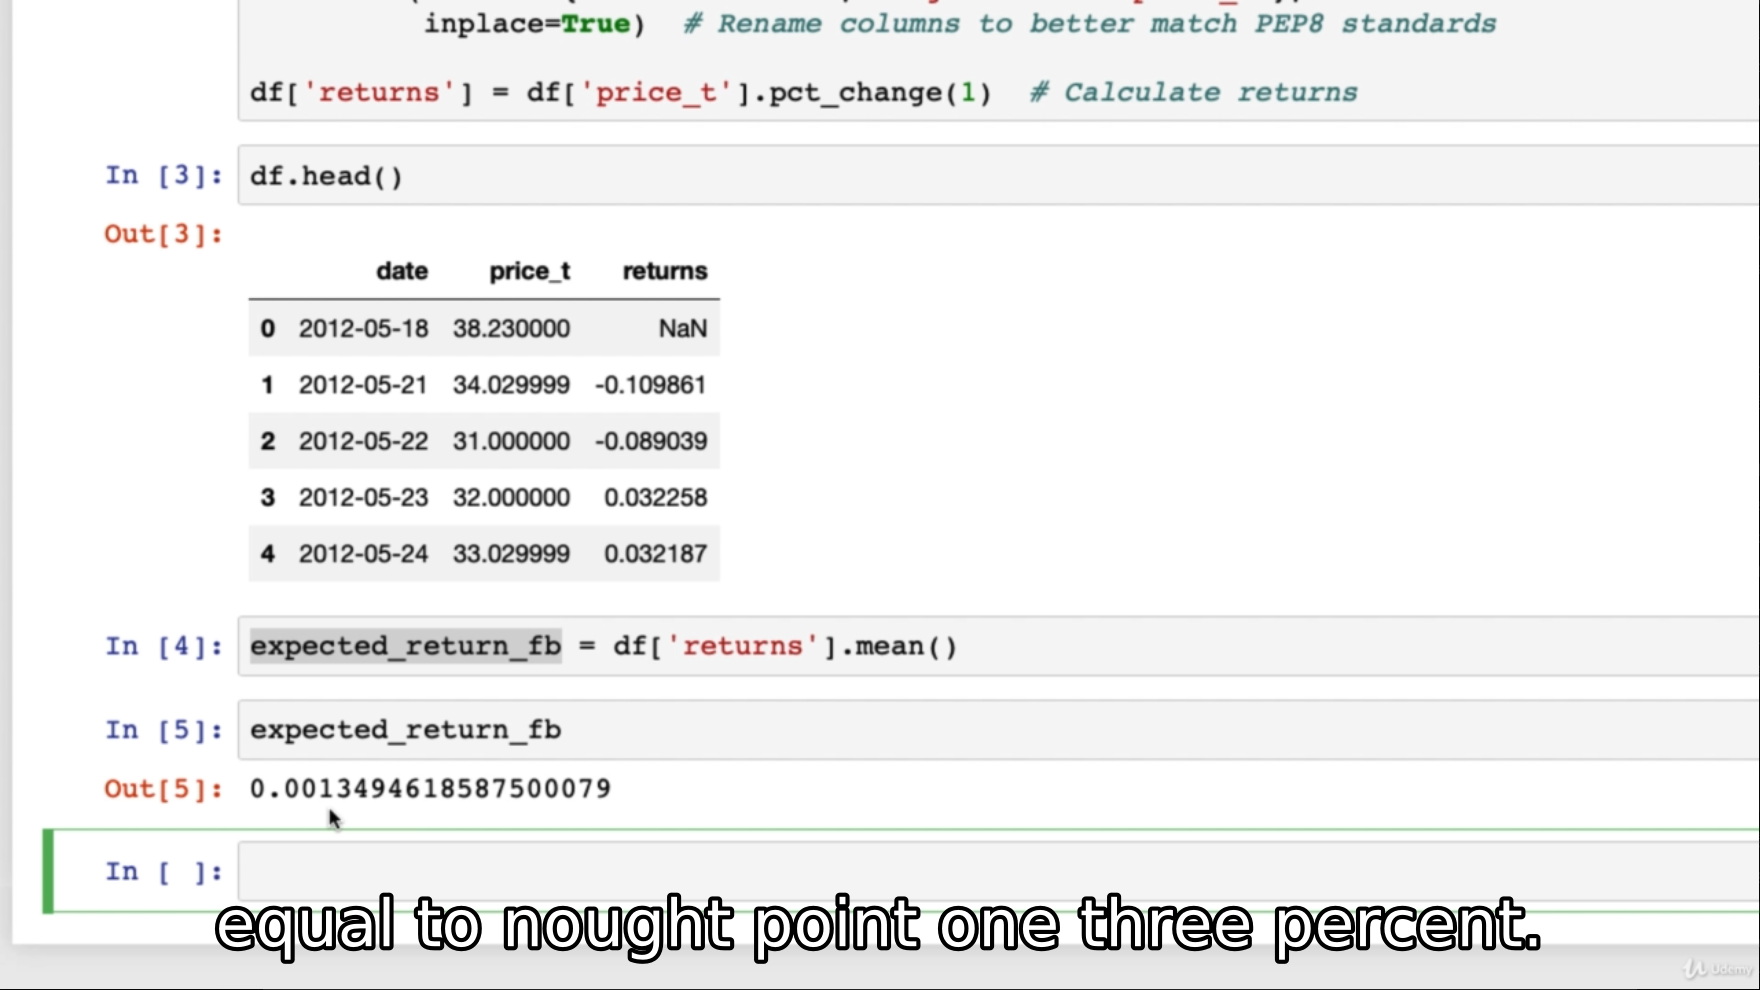 inplace=True)  # Rename columns to better match PEP8 standards
df['returns'] = df['price_t'].pct_change(1)  # Calculate returns
In [3]: df.head()
Out[3]:
date price_t returns
0 2012-05-18 38.230000 NaN
1 2012-05-21 34.029999 -0.109861
2 2012-05-22 31.000000 -0.089039
3 2012-05-23 32.000000 0.032258
4 2012-05-24 33.029999 0.032187
In [4]: expected_return_fb = df['returns'].mean()
In [5]: expected_return_fb
Out[5]: 0.0013494618587500079
In [ ]:
equal to nought point one three percent.
Udemy